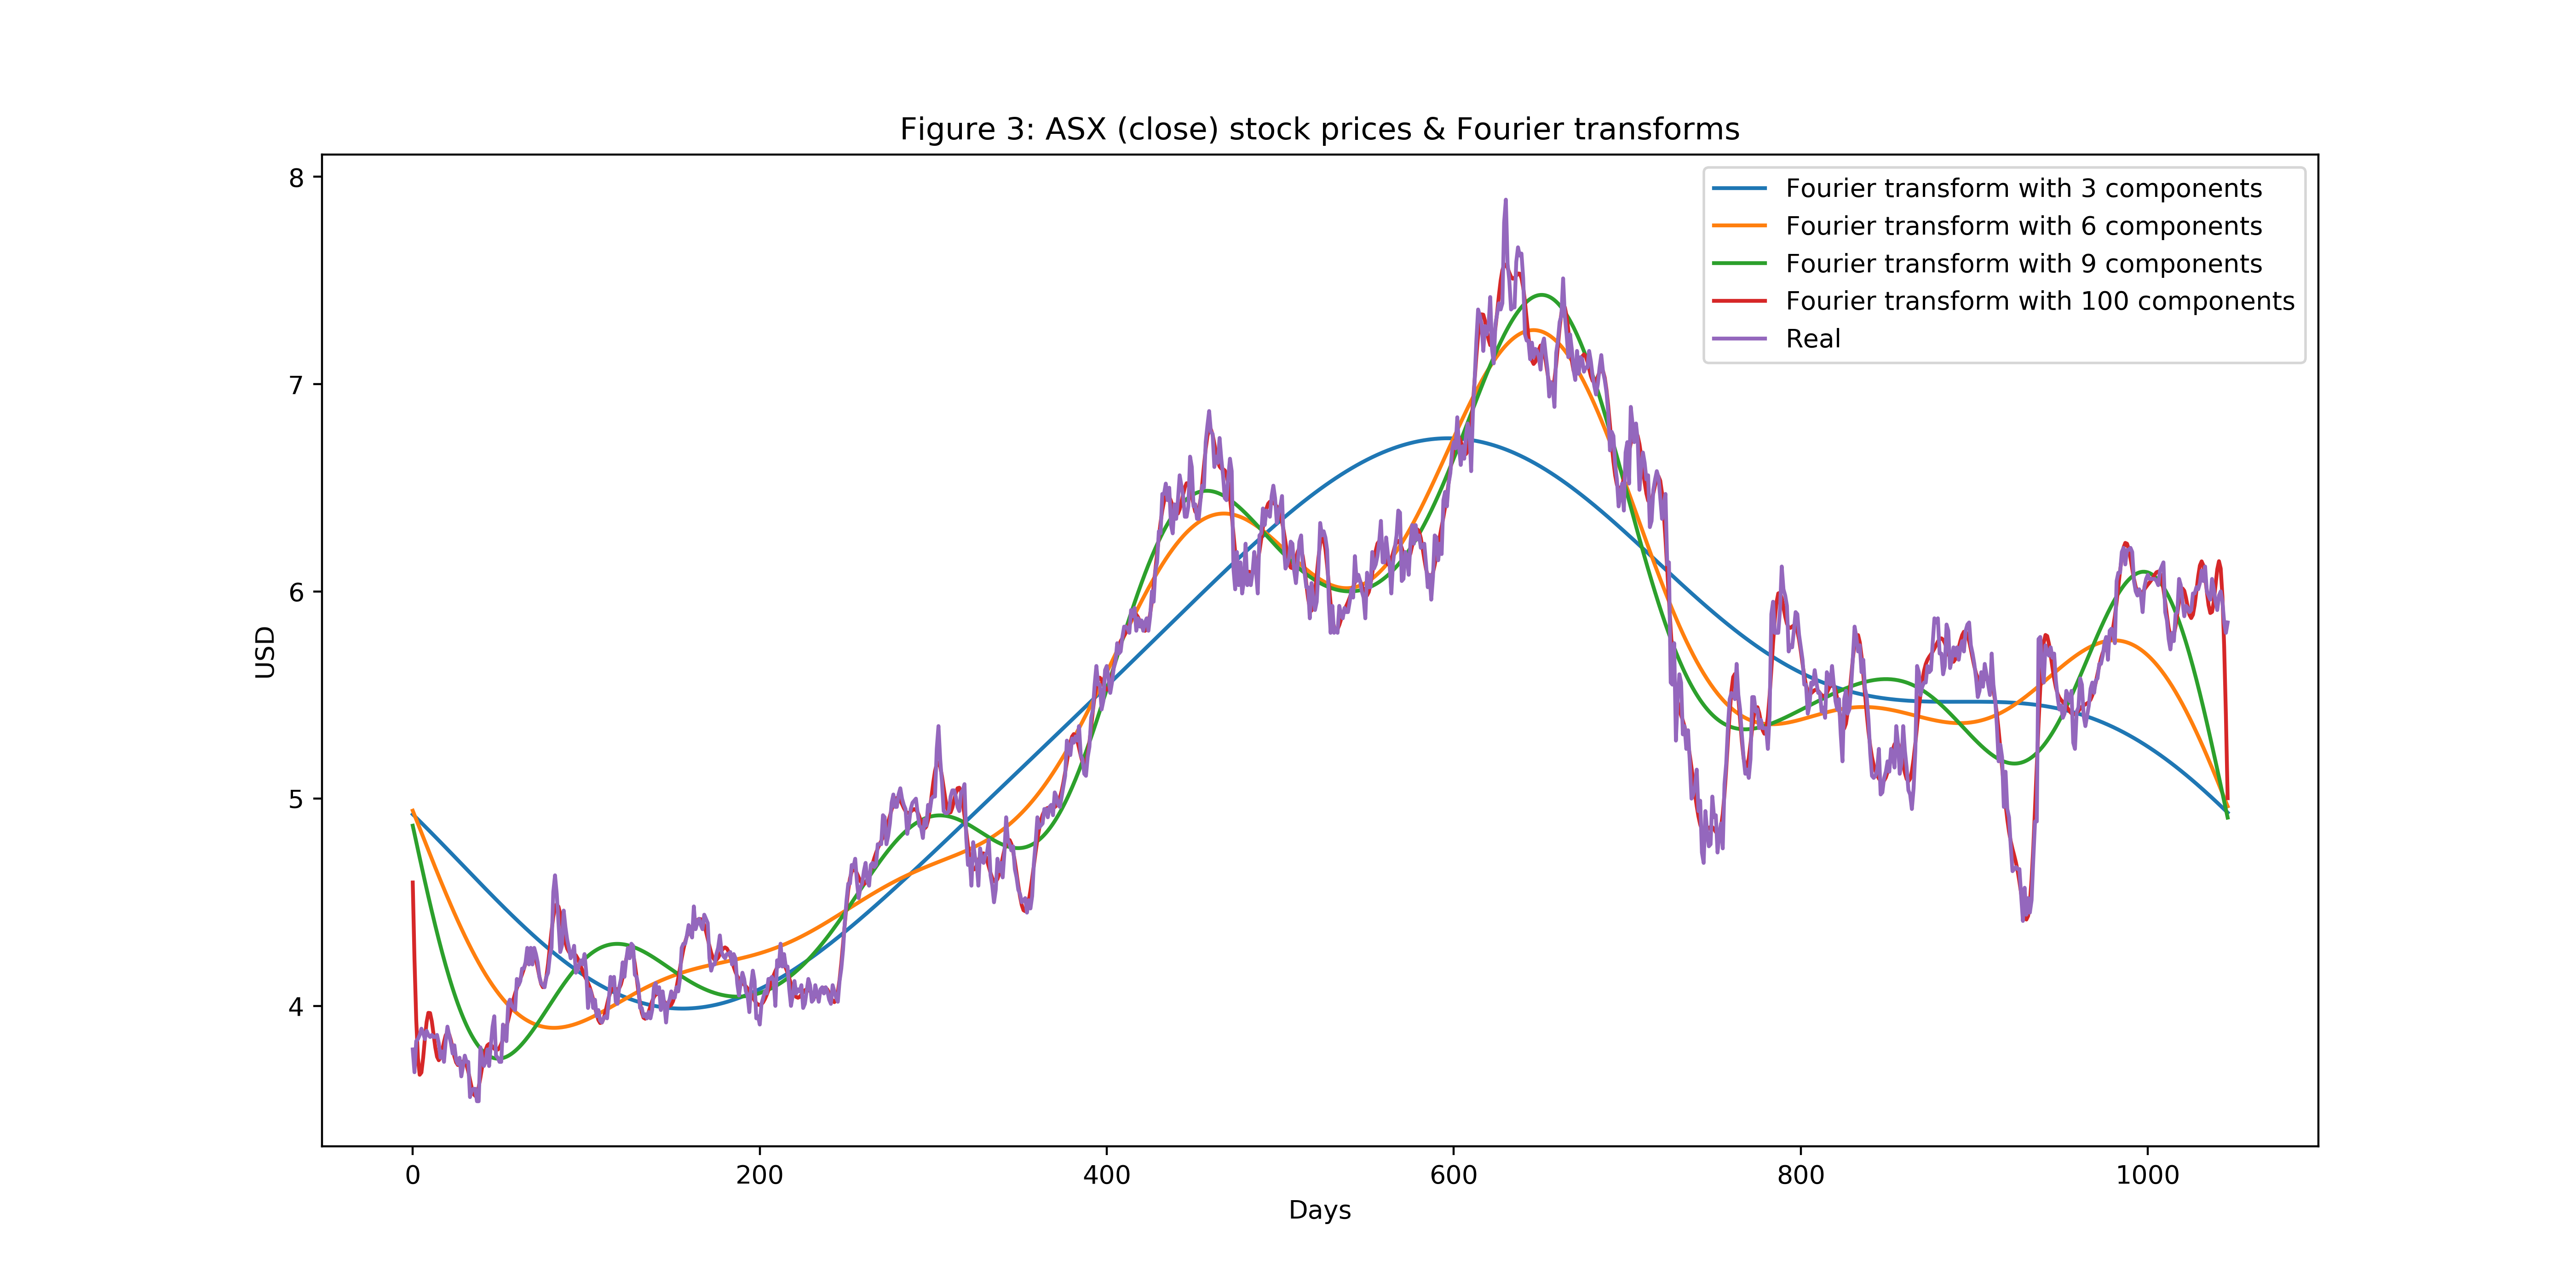 Figure 3: ASX (close) stock prices & Fourier transforms
8
7
6
5
4
USD
Fourier transform with 3 components
Fourier transform with 6 components
Fourier transform with 9 components
Fourier transform with 100 components
Real
0 200 400 600 800 1000
Days